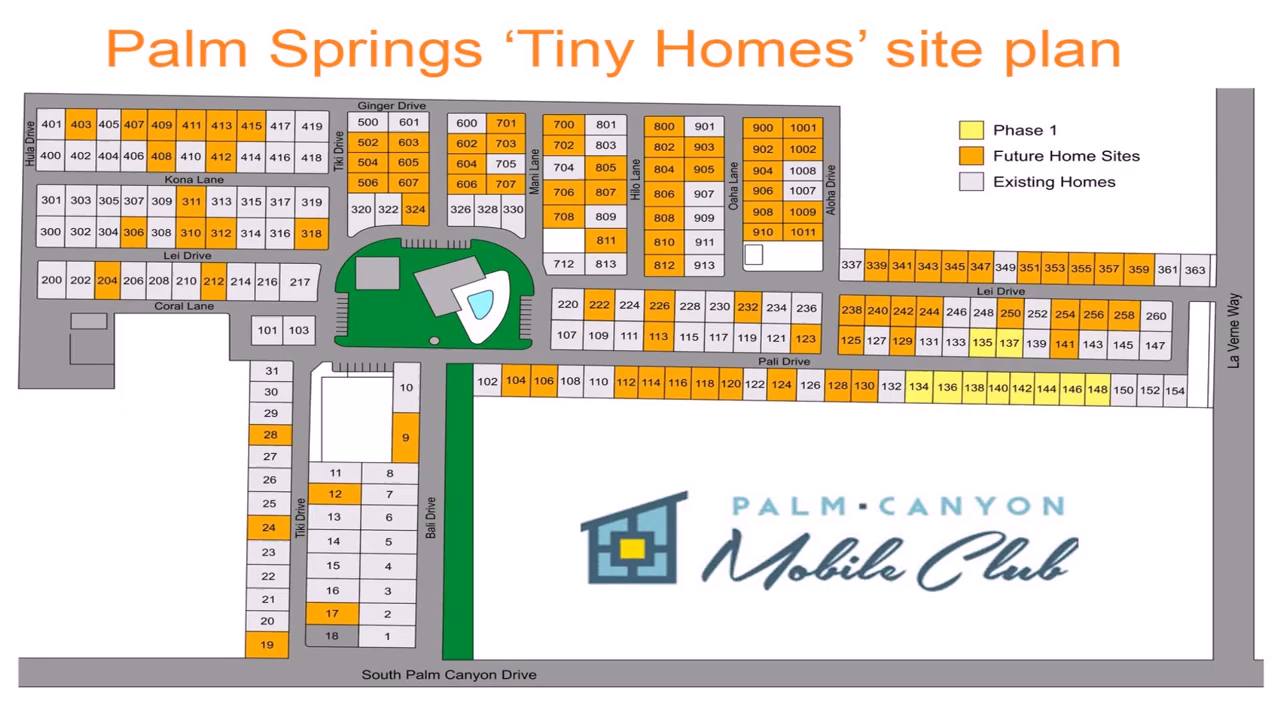 Palm Springs ‘Tiny Homes’ site plan
Ginger Drive
Hula Drive
401 403 405 407 409 411 413 415 417 419
400 402 404 406 408 410 412 414 416 418
Kona Lane
301 303 305 307 309 311 313 315 317 319
300 302 304 306 308 310 312 314 316 318
Lei Drive
200 202 204 206 208 210 212 214 216 217
Coral Lane
101 103
Tiki Drive
500 601
502 603
504 605
506 607
320 322 324
600 701
602 703
604 705
606 707
326 328 330
Mani Lane
700 801
702 803
704 805
706 807
708 809
811
712 813
Hilo Lane
800 901
802 903
804 905
806 907
808 909
810 911
812 913
Oaha Lane
900 1001
902 1002
904 1008
906 1007
908 1009
910 1011
Aloha Drive
Phase 1
Future Home Sites
Existing Homes
337 339 341 343 345 347 349 351 353 355 357 359 361 363
Lei Drive
220 222 224 226 228 230 232 234 236
238 240 242 244 246 248 250 252 254 256 258 260
107 109 111 113 115 117 119 121 123
125 127 129 131 133 135 137 139 141 143 145 147
Pali Drive
102 104 106 108 110 112 114 116 118 120 122 124 126 128 130 132 134 136 138 140 142 144 146 148 150 152 154
La Verne Way
31
30
29
28
27
26
25
24
23
22
21
20
19
Tiki Drive
10
9
11 8
12 7
13 6
14 5
15 4
16 3
17 2
18 1
Bali Drive
PALM·CANYON
Mobile Club
South Palm Canyon Drive